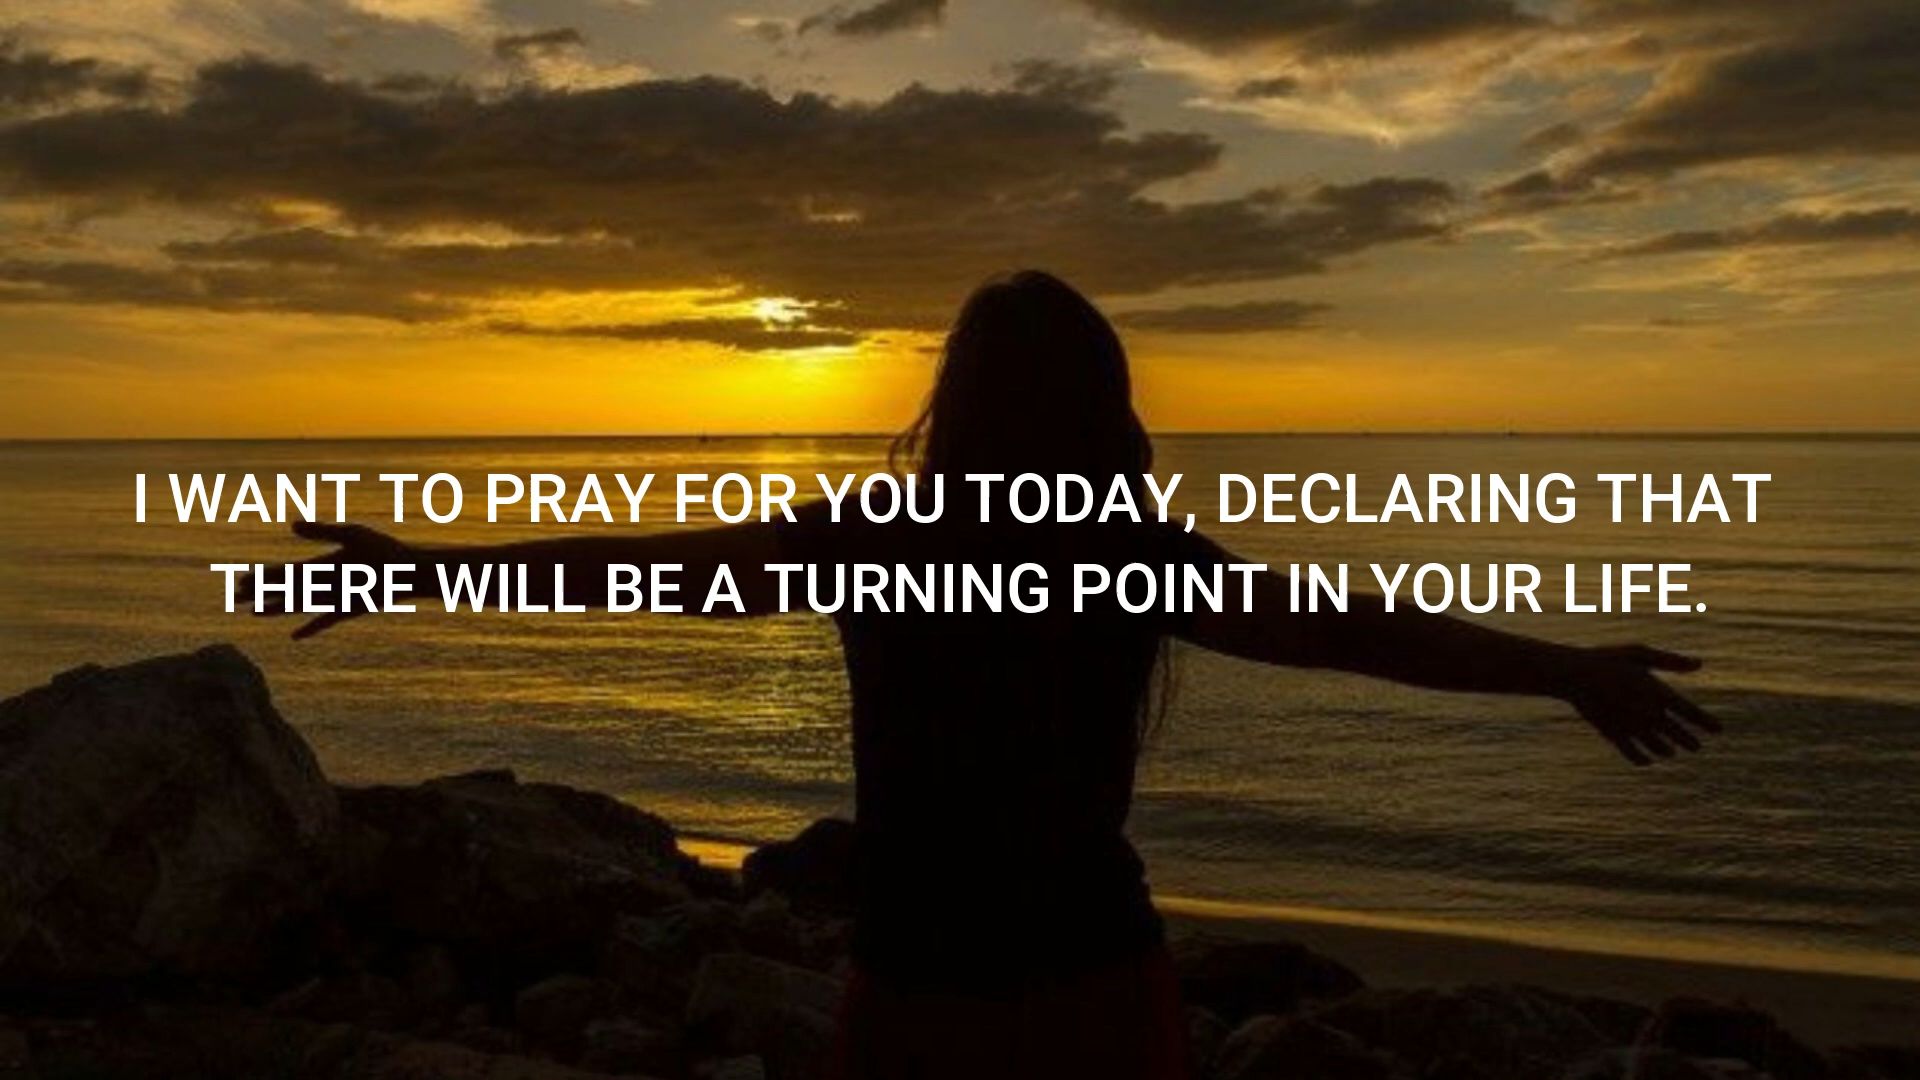 I WANT TO PRAY FOR YOU TODAY, DECLARING THAT
THERE WILL BE A TURNING POINT IN YOUR LIFE.